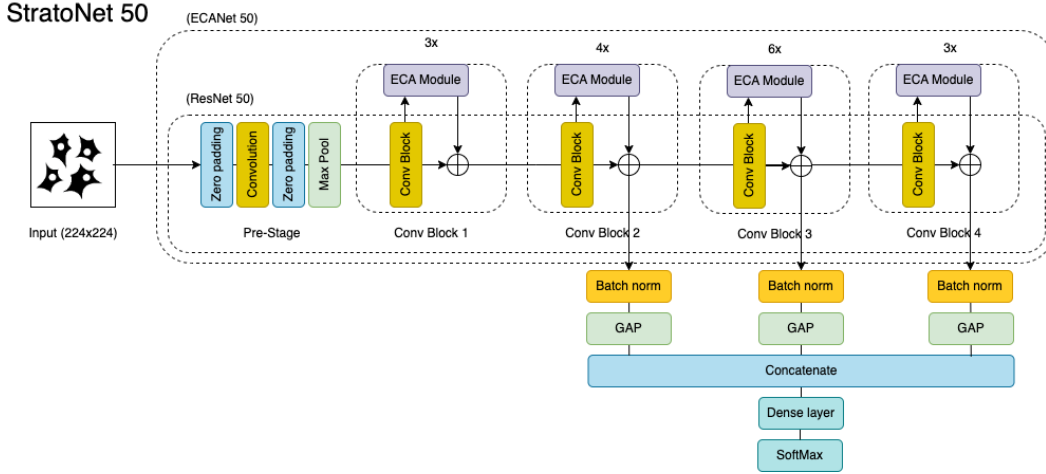 StratoNet 50
(ECANet 50)
3x
4x
6x
3x
ECA Module
ECA Module
ECA Module
ECA Module
(ResNet 50)
Zero padding
Convolution
Zero padding
Max Pool
Conv Block
Conv Block
Conv Block
Conv Block
Input (224x224)
Pre-Stage
Conv Block 1
Conv Block 2
Conv Block 3
Conv Block 4
Batch norm
Batch norm
Batch norm
GAP
GAP
GAP
Concatenate
Dense layer
SoftMax